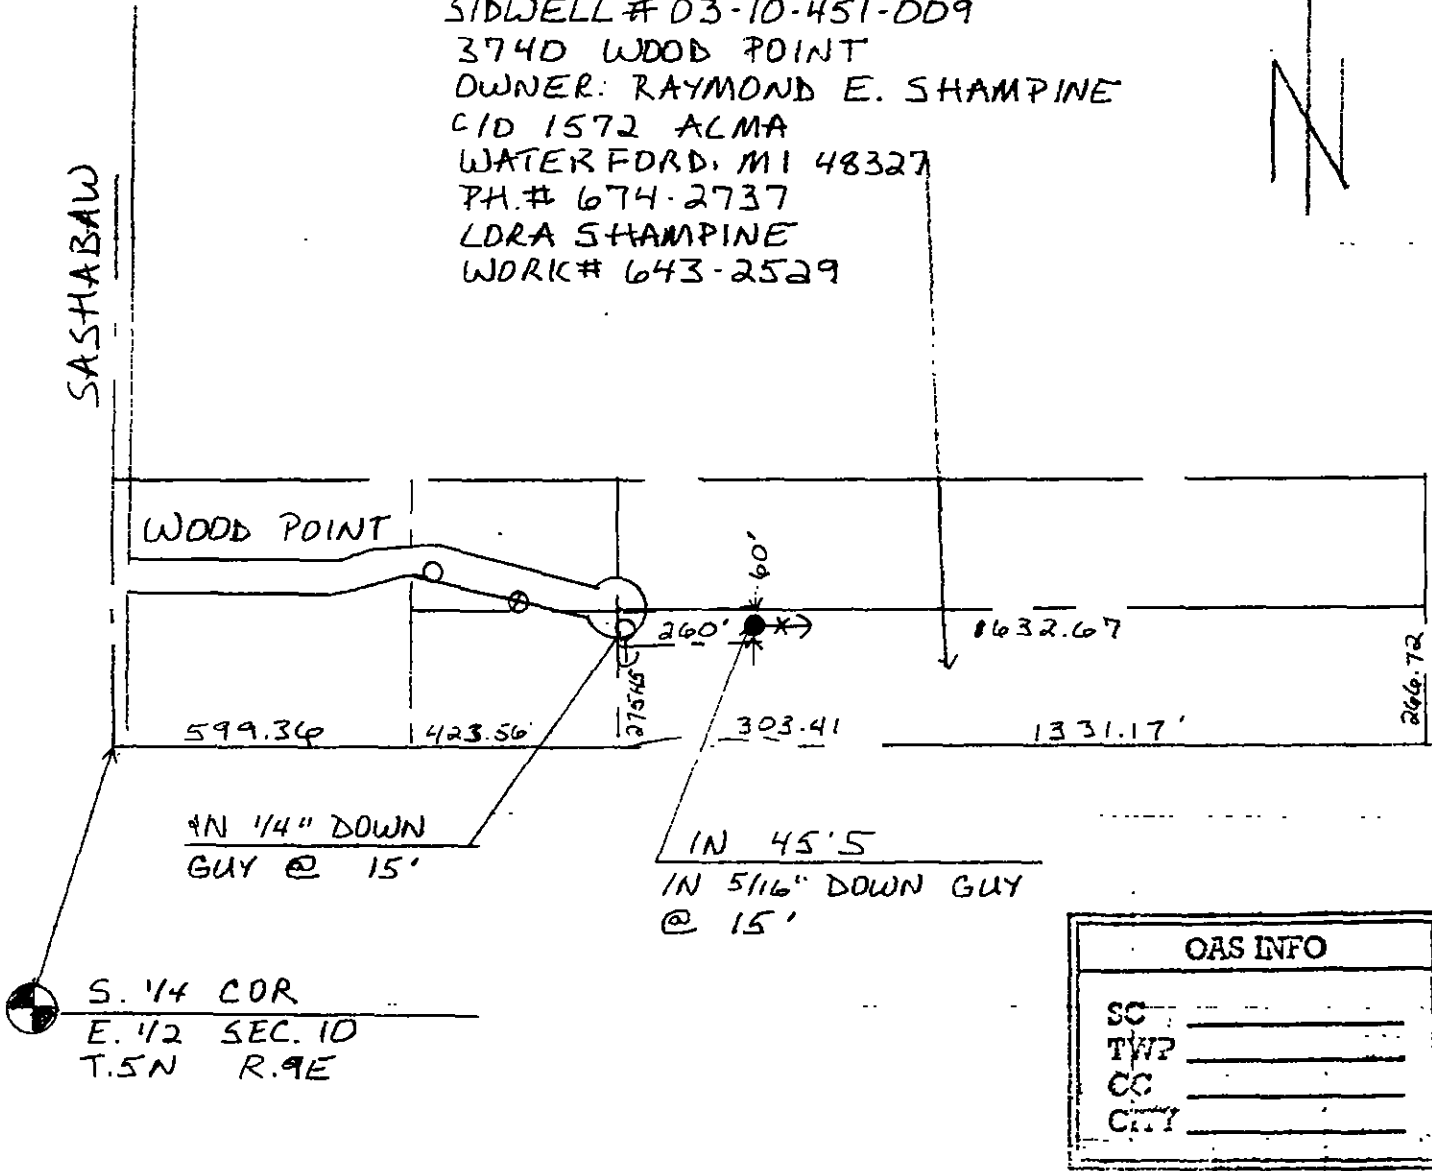 SIDWELL # 03-10-451-009
3740 WOOD POINT
OWNER: RAYMOND E. SHAMPINE
C/O 1572 ALMA
WATERFORD, MI 48327
PH.# 674-2737
LORA SHAMPINE
WORK# 643-2529
N
SASHABAW
WOOD POINT
60'
260'
1632.67
266.72
599.36
423.56'
303.41
1331.17'
IN 1/4" DOWN
GUY @ 15'
IN 45'5
IN 5/16" DOWN GUY
@ 15'
S. 1/4 COR
E. 1/2 SEC. 10
T.5N R.9E
OAS INFO
SC
TWP
CC
CITY